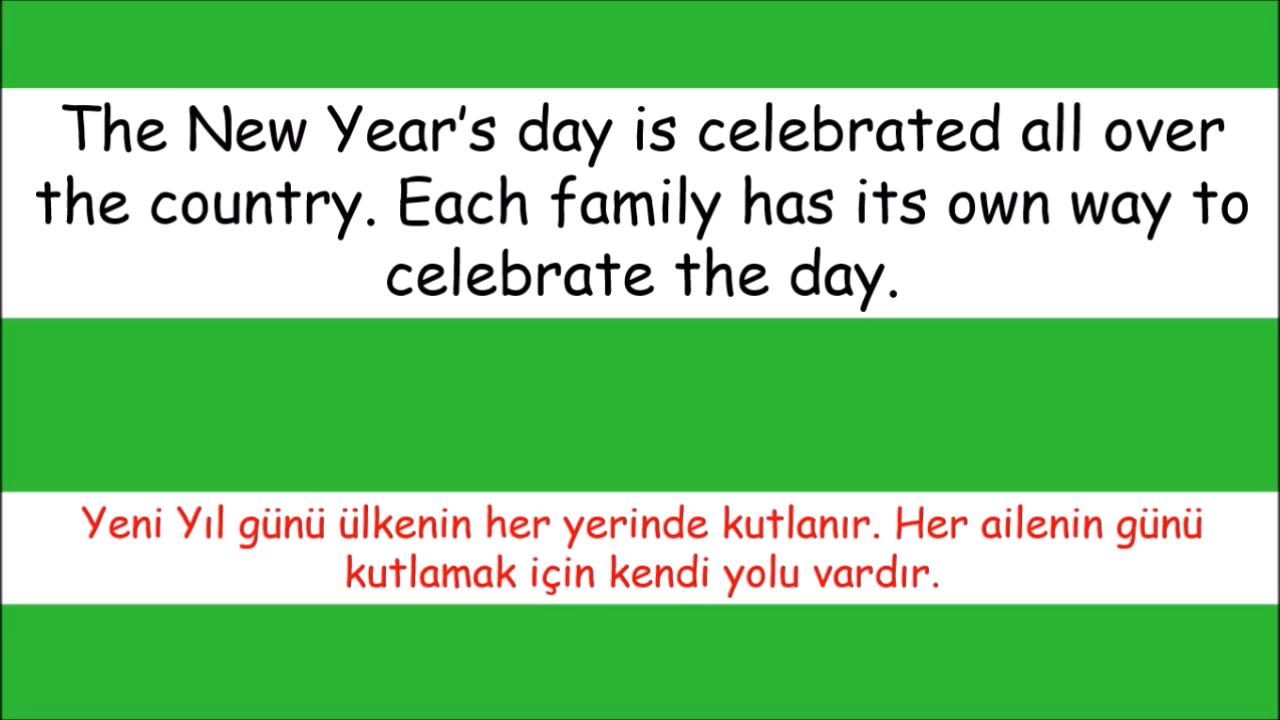 The New Year's day is celebrated all over
the country. Each family has its own way to
celebrate the day.
Yeni Yıl günü ülkenin her yerinde kutlanır. Her ailenin günü
kutlamak için kendi yolu vardır.